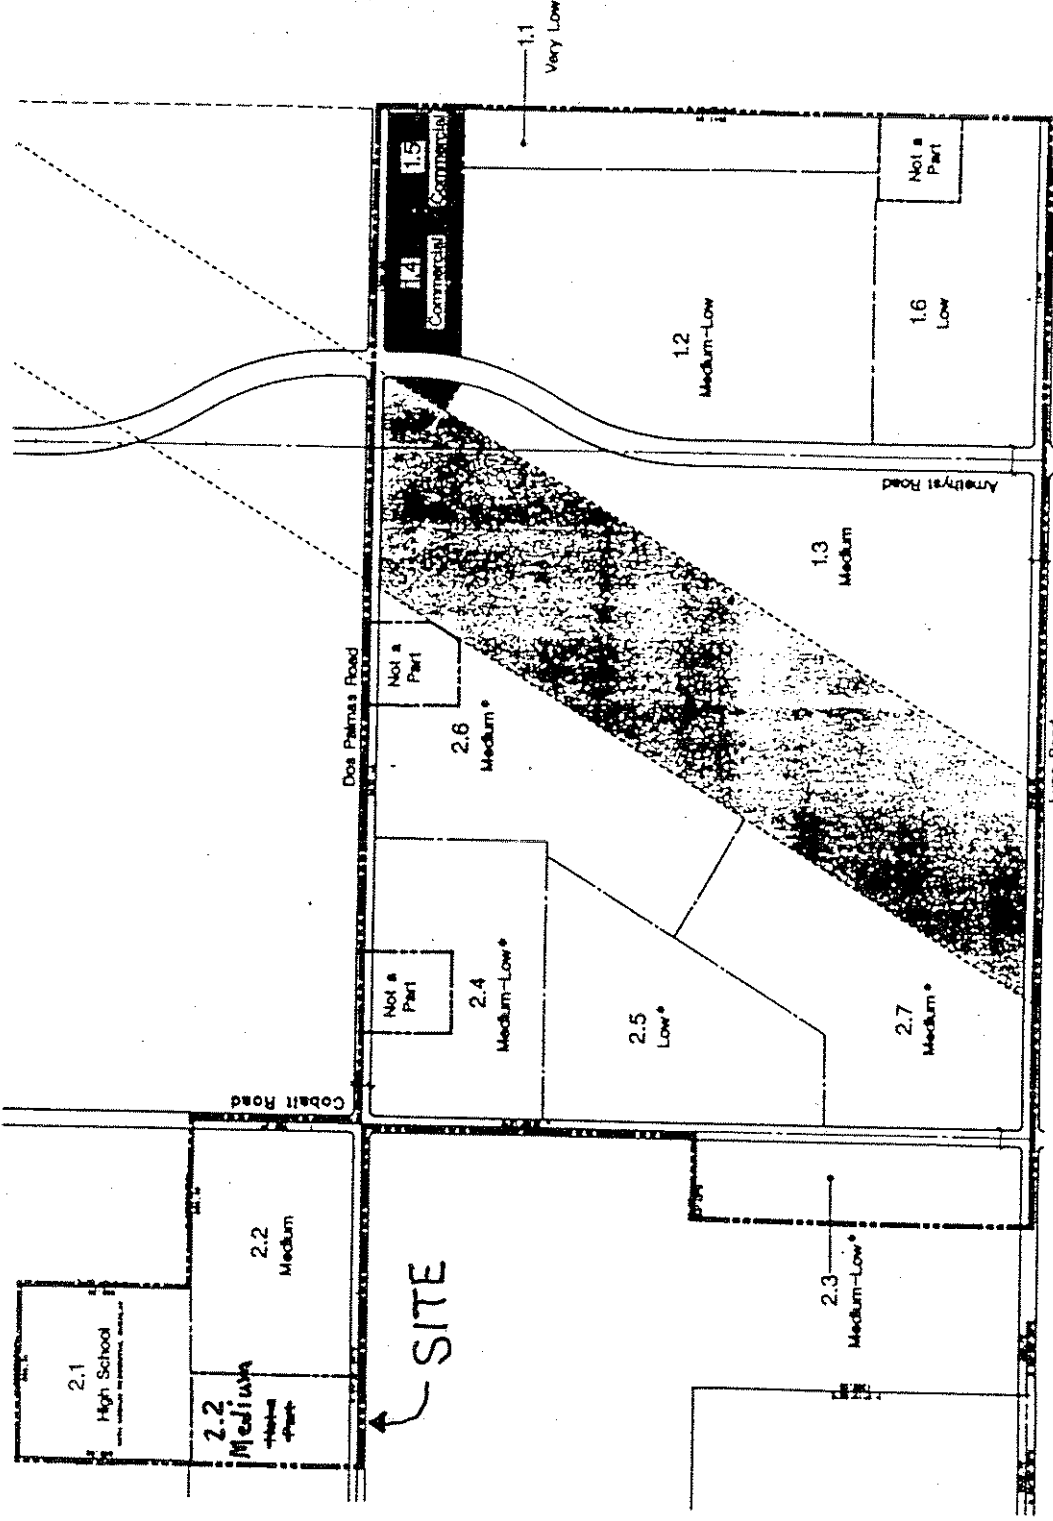 2.1
High School
2.2
Medium
Not a
Part
2.2
Medium
Cobalt Road
Dos Palmas Road
SITE
Not a
Part
Not a
Part
1.4
Commercial
1.5
Commercial
2.4
Medium-Low*
2.6
Medium*
1.1
Very Low
2.5
Low*
1.2
Medium-Low
2.3
Medium-Low*
1.3
Medium
2.7
Medium*
Amethyst Road
1.6
Low
Not a
Part